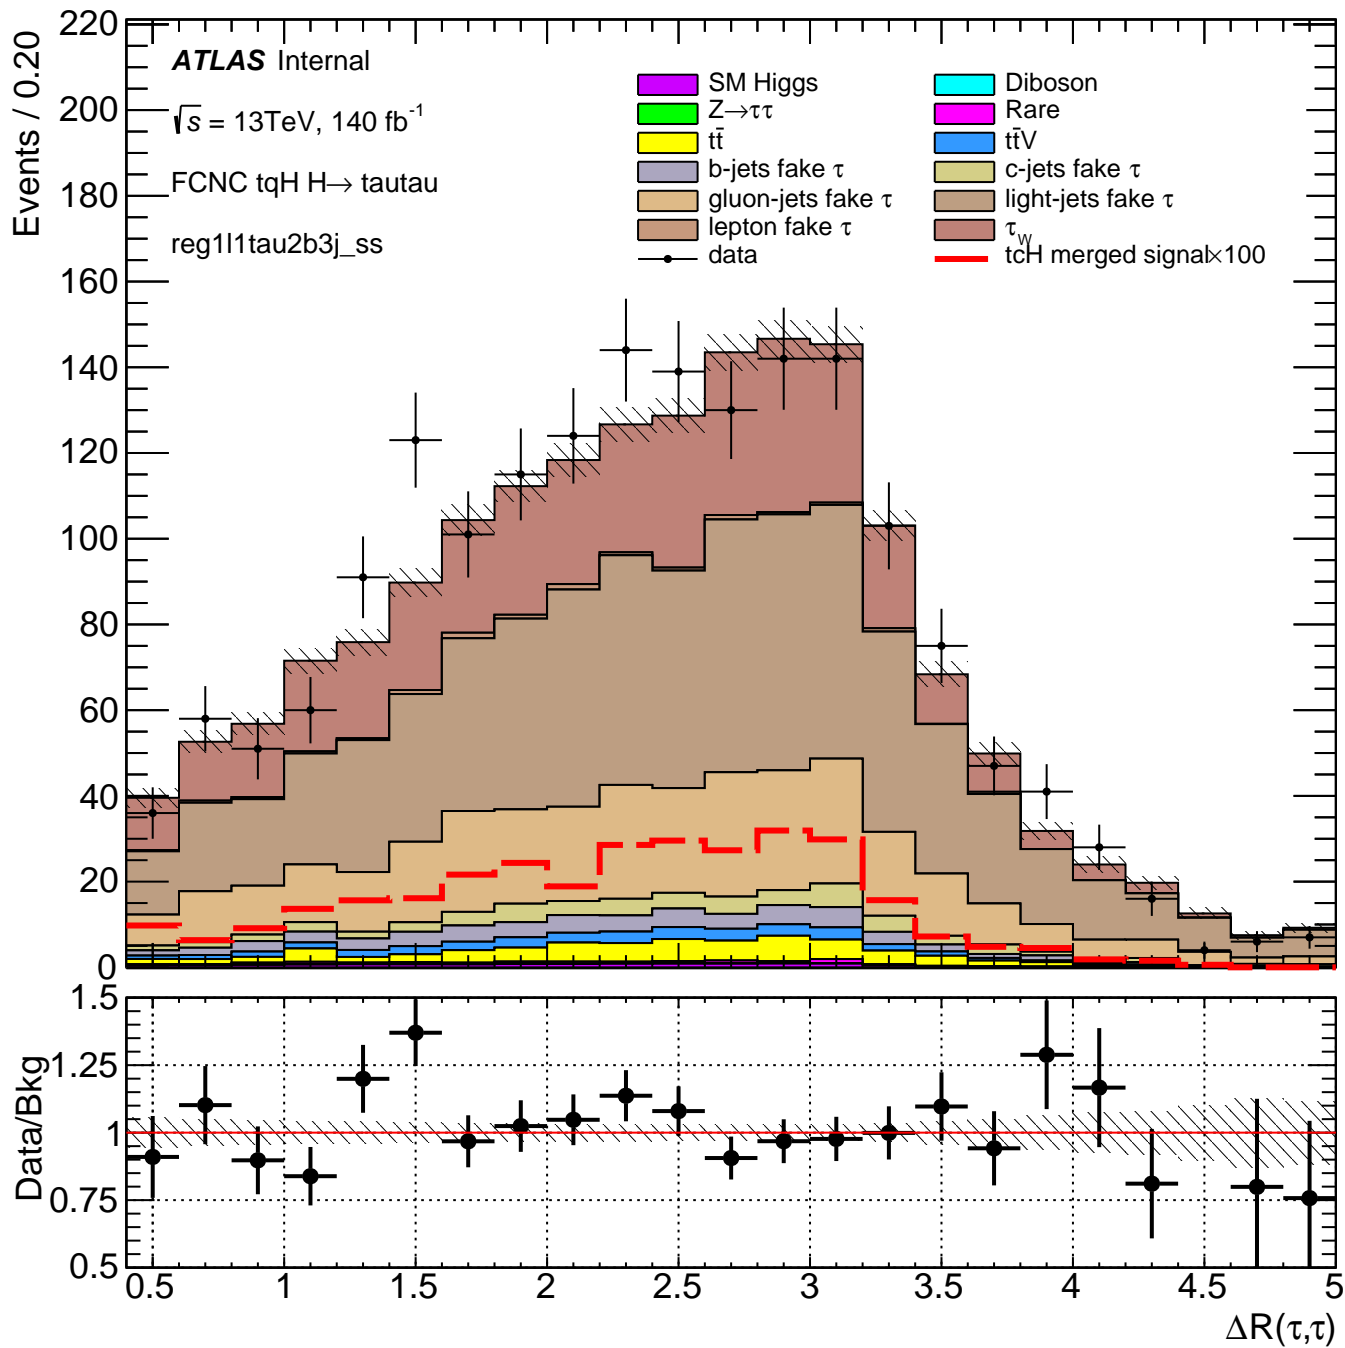 Events / 0.20
220
200
180
160
140
120
100
80
60
40
20
0
ATLAS Internal
√s = 13TeV, 140 fb⁻¹
FCNC tqH H→ tautau
reg1l1tau2b3j_ss
SM Higgs
Z→ττ
tt̄
b-jets fake τ
gluon-jets fake τ
lepton fake τ
data
Diboson
Rare
tt̄V
c-jets fake τ
light-jets fake τ
τ_W
tcH merged signal×100
Data/Bkg
1.5
1.25
1
0.75
0.5
0.5 1 1.5 2 2.5 3 3.5 4 4.5 5
ΔR(τ,τ)